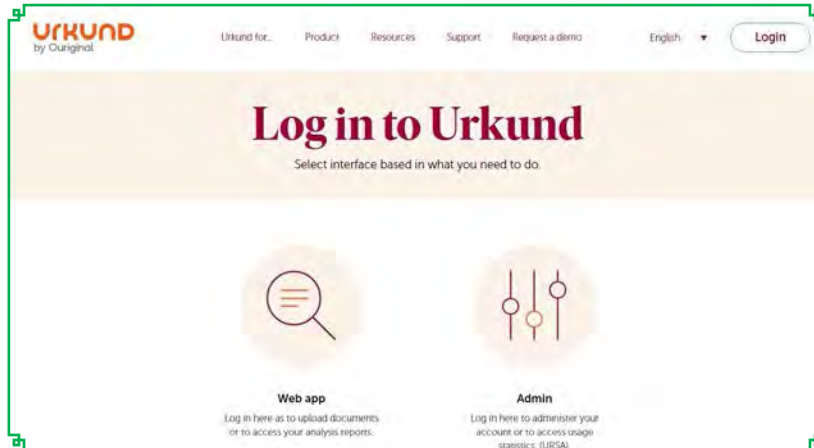 URKUND
by Ouriginal
Urkund for...
Product
Resources
Support
Request a demo
English
Login
Log in to Urkund
Select interface based in what you need to do.
Web app
Log in here as to upload documents
or to access your analysis reports.
Admin
Log in here to administer your
account or to access usage
statistics. (URSA)